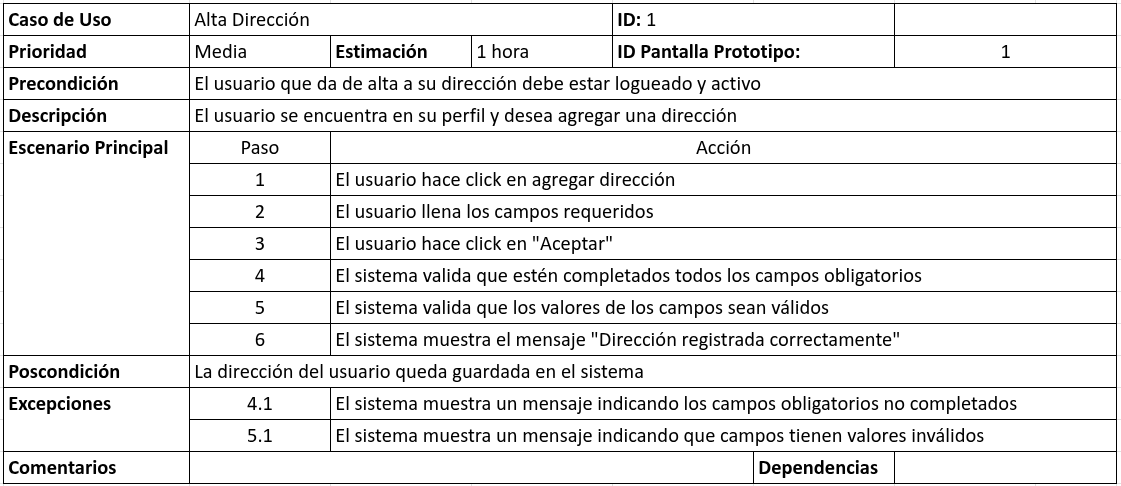 Caso de Uso Alta Dirección ID: 1
Prioridad Media Estimación 1 hora ID Pantalla Prototipo: 1
Precondición El usuario que da de alta a su dirección debe estar logueado y activo
Descripción El usuario se encuentra en su perfil y desea agregar una dirección
Escenario Principal Paso Acción
1 El usuario hace click en agregar dirección
2 El usuario llena los campos requeridos
3 El usuario hace click en "Aceptar"
4 El sistema valida que estén completados todos los campos obligatorios
5 El sistema valida que los valores de los campos sean válidos
6 El sistema muestra el mensaje "Dirección registrada correctamente"
Poscondición La dirección del usuario queda guardada en el sistema
Excepciones 4.1 El sistema muestra un mensaje indicando los campos obligatorios no completados
5.1 El sistema muestra un mensaje indicando que campos tienen valores inválidos
Comentarios Dependencias